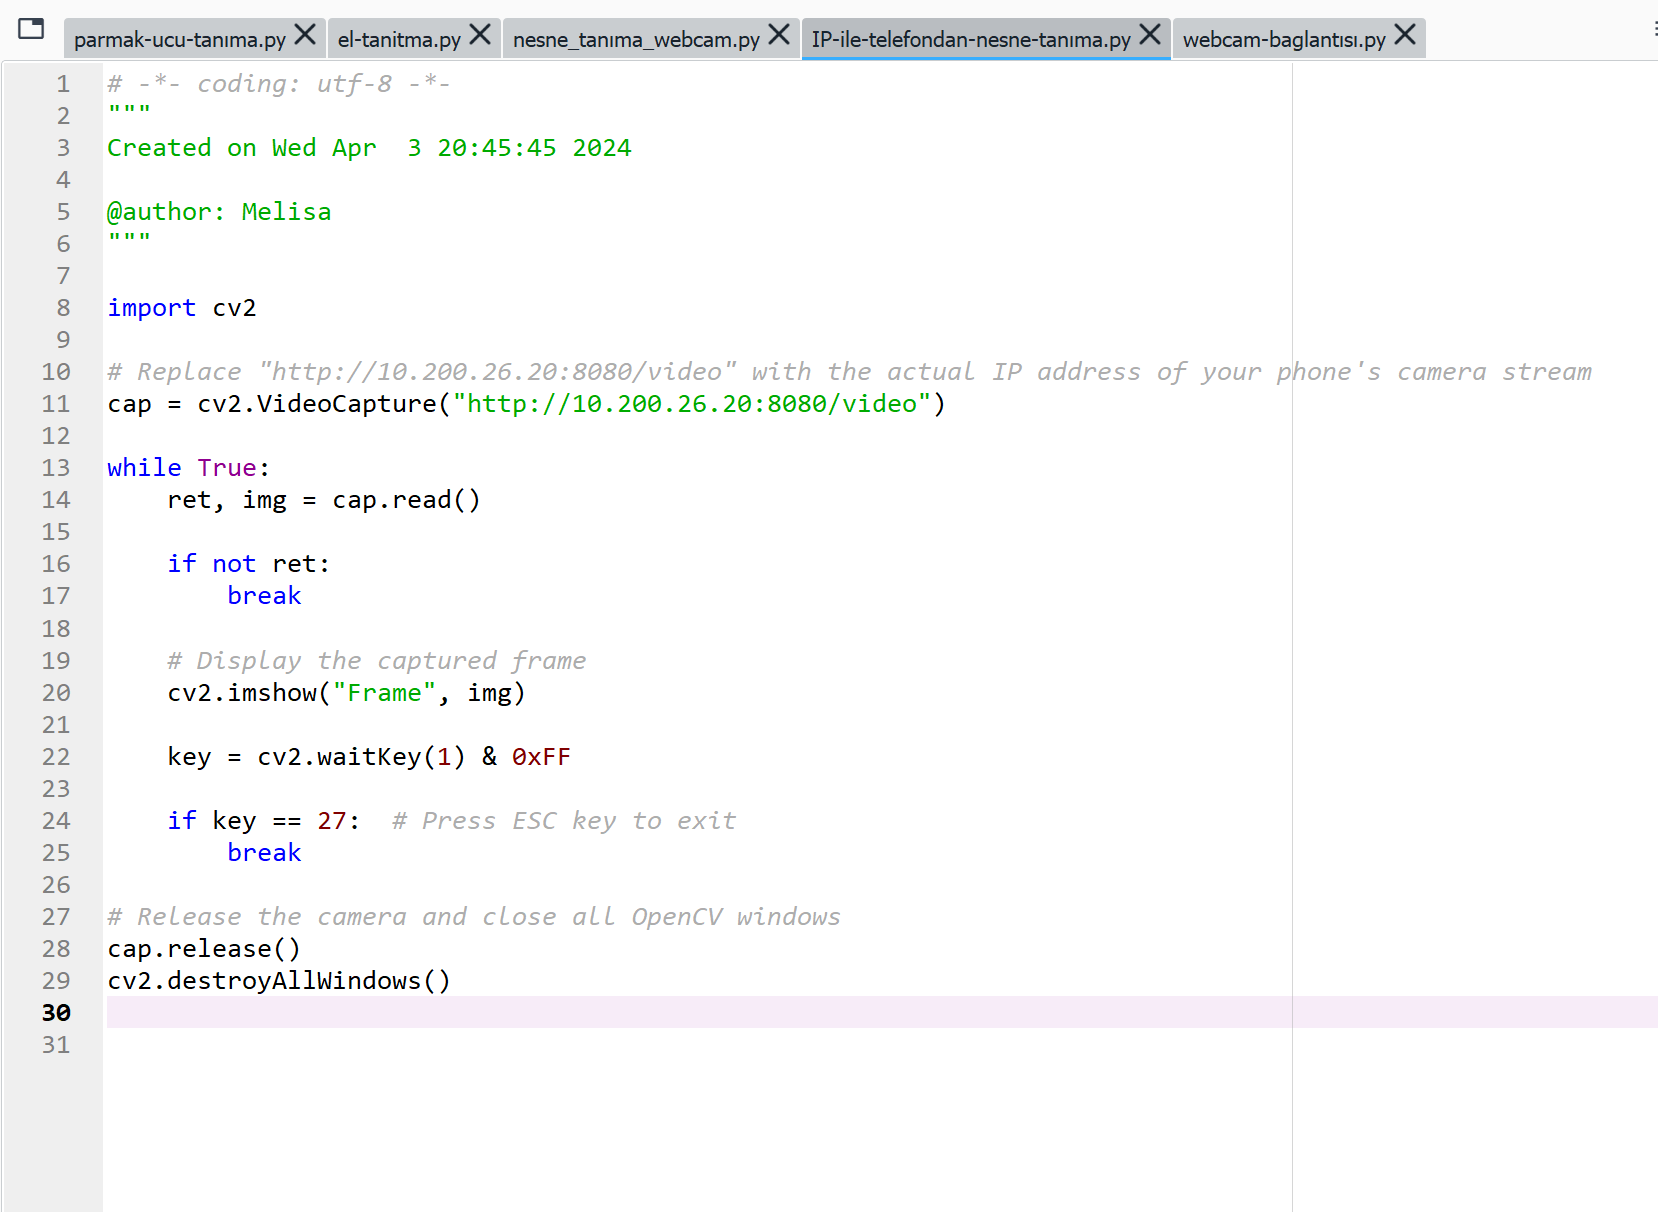 parmak-ucu-tanıma.py el-tanitma.py nesne_tanıma_webcam.py IP-ile-telefondan-nesne-tanıma.py webcam-baglantısı.py
1 # -*- coding: utf-8 -*-
2 """
3 Created on Wed Apr  3 20:45:45 2024
4
5 @author: Melisa
6 """
7
8 import cv2
9
10 # Replace "http://10.200.26.20:8080/video" with the actual IP address of your phone's camera stream
11 cap = cv2.VideoCapture("http://10.200.26.20:8080/video")
12
13 while True:
14     ret, img = cap.read()
15
16     if not ret:
17         break
18
19     # Display the captured frame
20     cv2.imshow("Frame", img)
21
22     key = cv2.waitKey(1) & 0xFF
23
24     if key == 27:  # Press ESC key to exit
25         break
26
27 # Release the camera and close all OpenCV windows
28 cap.release()
29 cv2.destroyAllWindows()
30
31